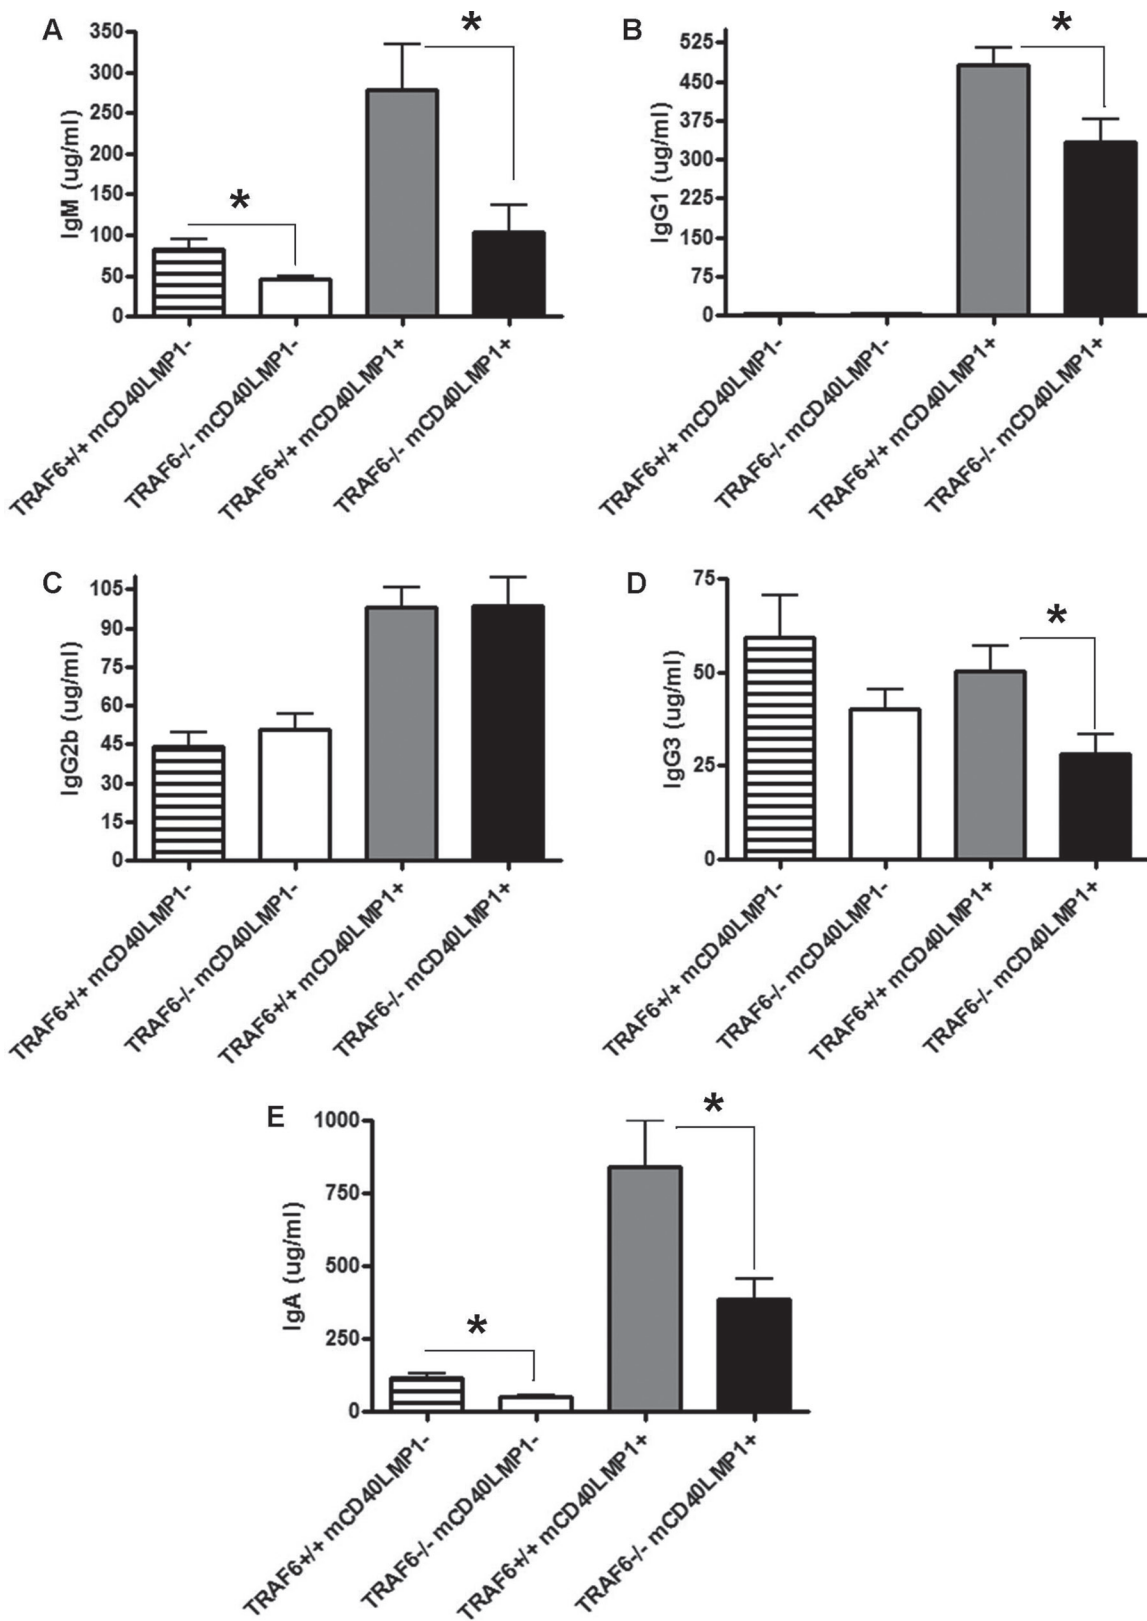 A
*
350
300
250
200
150
100
50
0
IgM (ug/ml)
*
TRAF6+/+ mCD40LMP1-
TRAF6-/- mCD40LMP1-
TRAF6+/+ mCD40LMP1+
TRAF6-/- mCD40LMP1+
B
*
525
450
375
300
225
150
75
0
IgG1 (ug/ml)
TRAF6+/+ mCD40LMP1-
TRAF6-/- mCD40LMP1-
TRAF6+/+ mCD40LMP1+
TRAF6-/- mCD40LMP1+
C
105
90
75
60
45
30
15
0
IgG2b (ug/ml)
TRAF6+/+ mCD40LMP1-
TRAF6-/- mCD40LMP1-
TRAF6+/+ mCD40LMP1+
TRAF6-/- mCD40LMP1+
D
*
75
50
25
0
IgG3 (ug/ml)
TRAF6+/+ mCD40LMP1-
TRAF6-/- mCD40LMP1-
TRAF6+/+ mCD40LMP1+
TRAF6-/- mCD40LMP1+
E
*
1000
750
500
250
0
IgA (ug/ml)
*
TRAF6+/+ mCD40LMP1-
TRAF6-/- mCD40LMP1-
TRAF6+/+ mCD40LMP1+
TRAF6-/- mCD40LMP1+